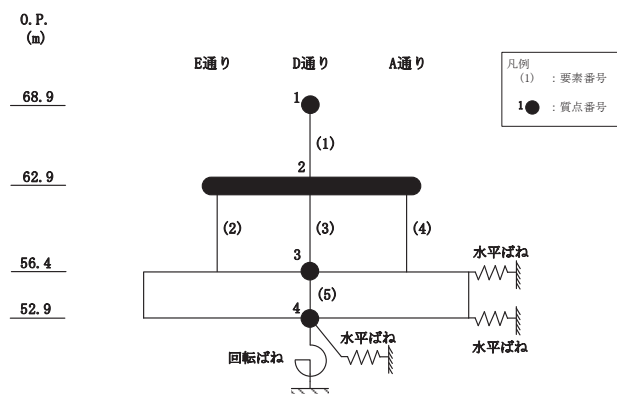 O.P.
(m)
E通り D通り A通り
凡例
(1) : 要素番号
1 : 質点番号
68.9
1
(1)
2
62.9
(2) (3) (4)
3
水平ばね
56.4
(5)
4
52.9
水平ばね
水平ばね
回転ばね